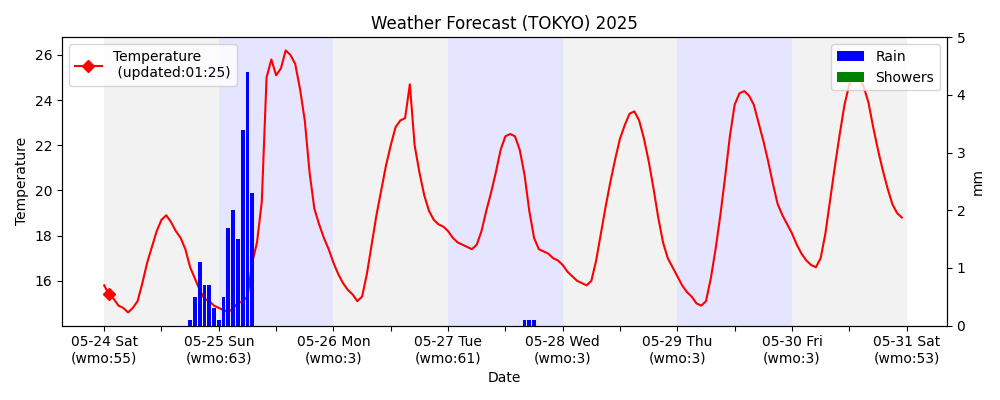 Weather Forecast (TOKYO) 2025
Temperature
(updated:01:25)
Rain
Showers
Temperature
26
24
22
20
18
16
5
4
3
2
1
0
mm
05-24 Sat
(wmo:55)
05-25 Sun
(wmo:63)
05-26 Mon
(wmo:3)
05-27 Tue
(wmo:61)
05-28 Wed
(wmo:3)
05-29 Thu
(wmo:3)
05-30 Fri
(wmo:3)
05-31 Sat
(wmo:53)
Date